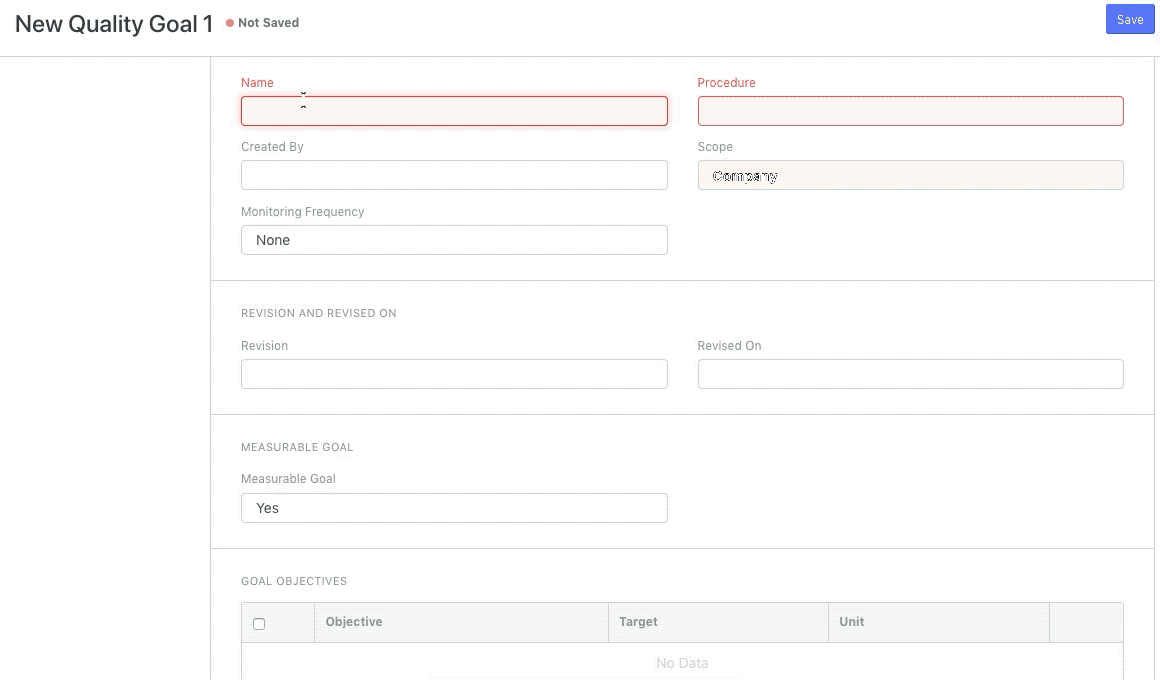 New Quality Goal 1 Not Saved Save
Name Procedure
Created By Scope
Company
Monitoring Frequency
None
REVISION AND REVISED ON
Revision Revised On
MEASURABLE GOAL
Measurable Goal
Yes
GOAL OBJECTIVES
Objective Target Unit
No Data